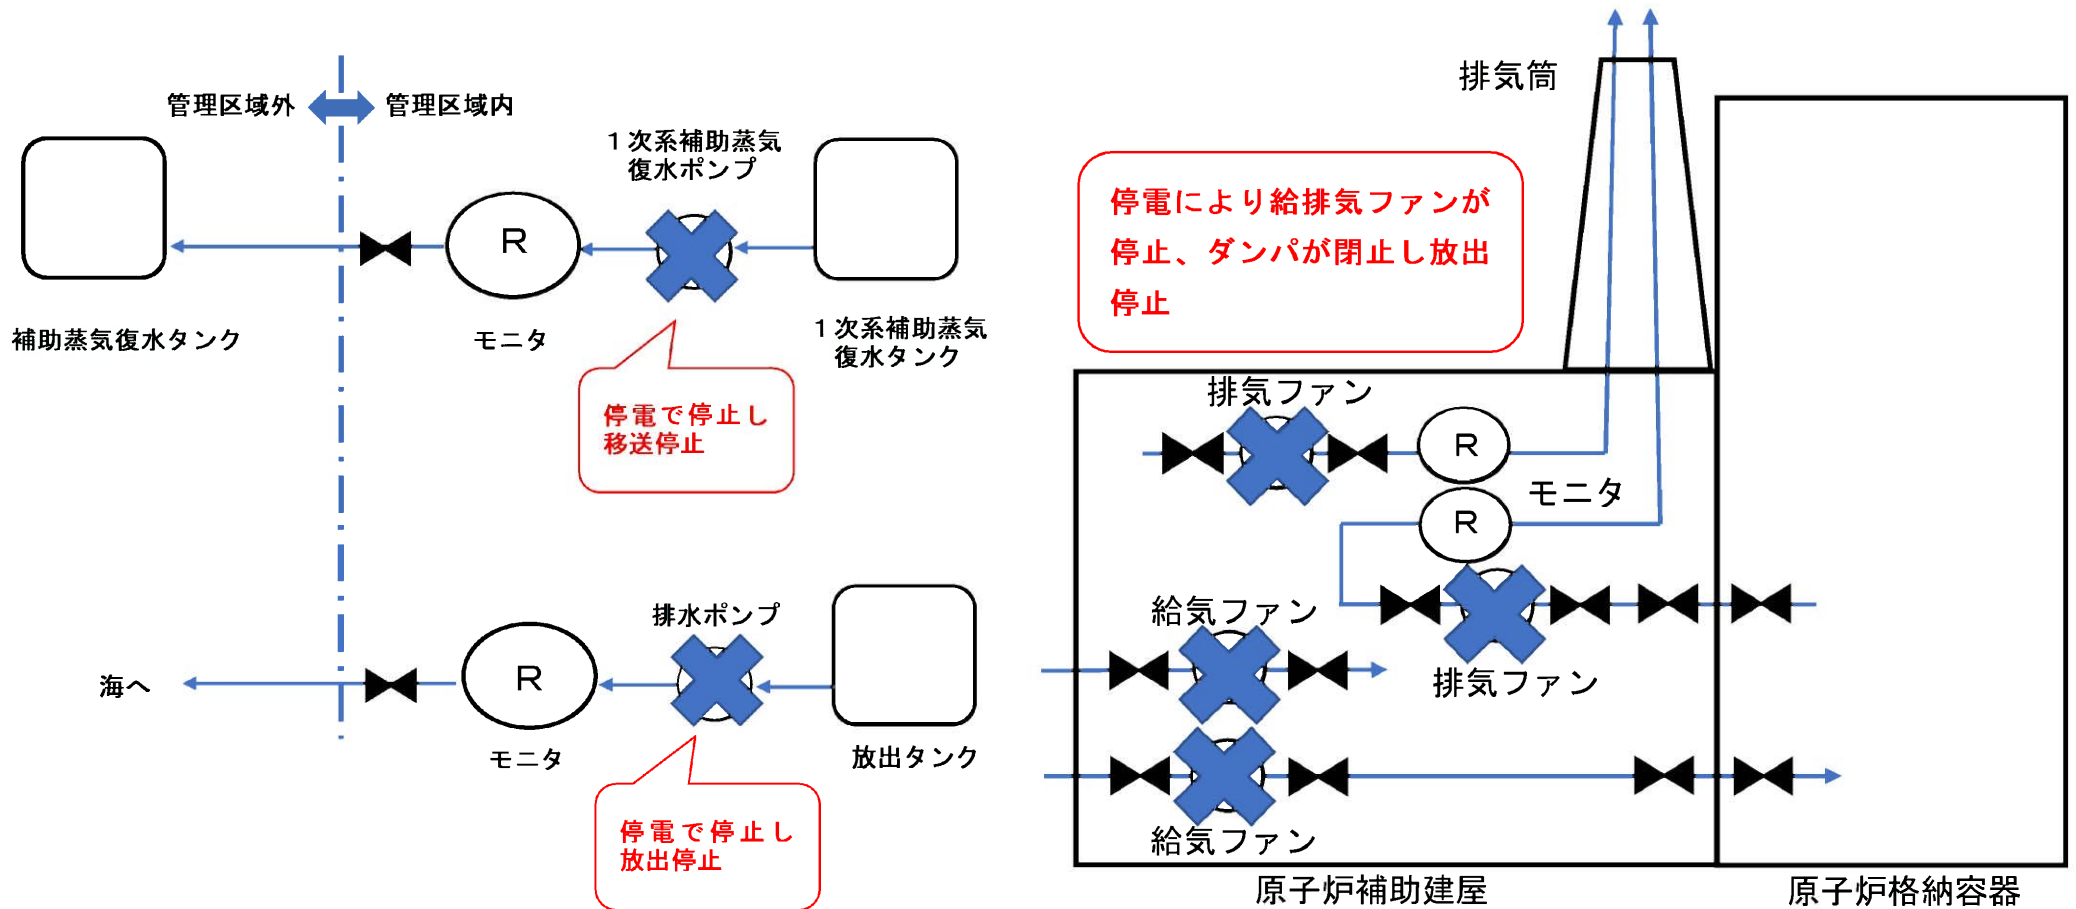 管理区域外
管理区域内
１次系補助蒸気
復水ポンプ
R
補助蒸気復水タンク
モニタ
１次系補助蒸気
復水タンク
停電で停止し
移送停止
排水ポンプ
海へ
R
モニタ
放出タンク
停電で停止し
放出停止
排気筒
停電により給排気ファンが
停止、ダンパが閉止し放出
停止
排気ファン
R
モニタ
R
給気ファン
排気ファン
給気ファン
原子炉補助建屋
原子炉格納容器